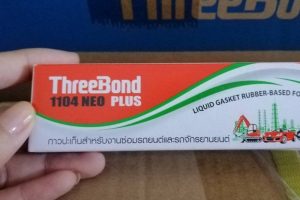 ThreeBond
ThreeBond
1104 NEO PLUS
LIQUID GASKET RUBBER-BASED FO
กาวปะเก็นสำหรับงานซ่อมรถยนต์และรถจักรยานยนต์